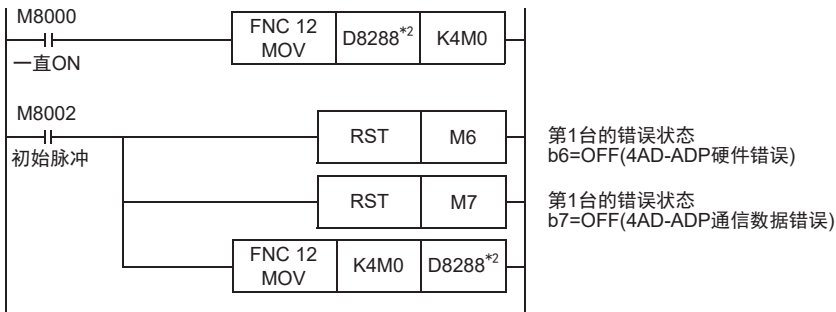 M8000
一直ON
FNC 12
MOV
D8288*2
K4M0
M8002
初始脉冲
RST
M6
第1台的错误状态
b6=OFF(4AD-ADP硬件错误)
RST
M7
第1台的错误状态
b7=OFF(4AD-ADP通信数据错误)
FNC 12
MOV
K4M0
D8288*2